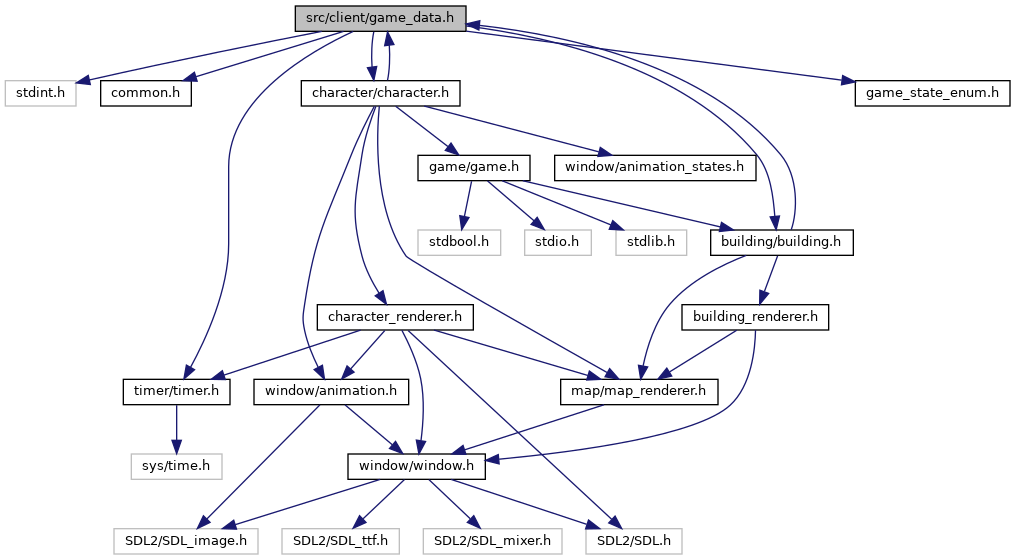 src/client/game_data.h
stdint.h
common.h
character/character.h
game_state_enum.h
game/game.h
window/animation_states.h
stdbool.h
stdio.h
stdlib.h
building/building.h
character_renderer.h
building_renderer.h
timer/timer.h
window/animation.h
map/map_renderer.h
sys/time.h
window/window.h
SDL2/SDL_image.h
SDL2/SDL_ttf.h
SDL2/SDL_mixer.h
SDL2/SDL.h